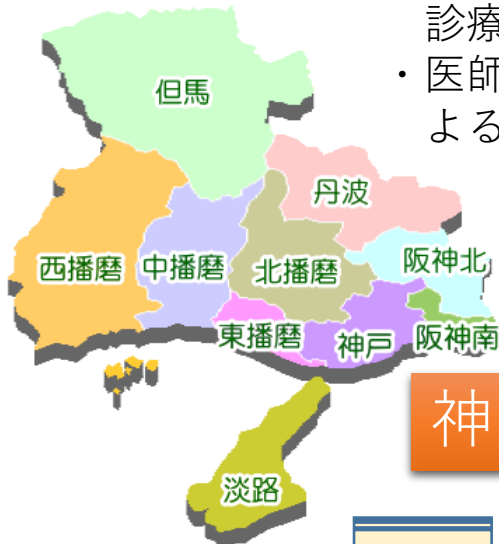 診療
・医師
よる
但馬
丹波
西播磨 中播磨 北播磨 阪神北
東播磨 神戸 阪神南
神
淡路